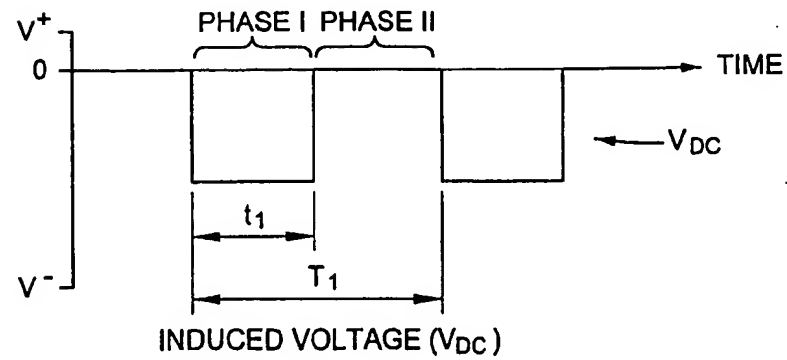 V+
PHASE I PHASE II
0
TIME
VDC
t1
T1
V-
INDUCED VOLTAGE (VDC)